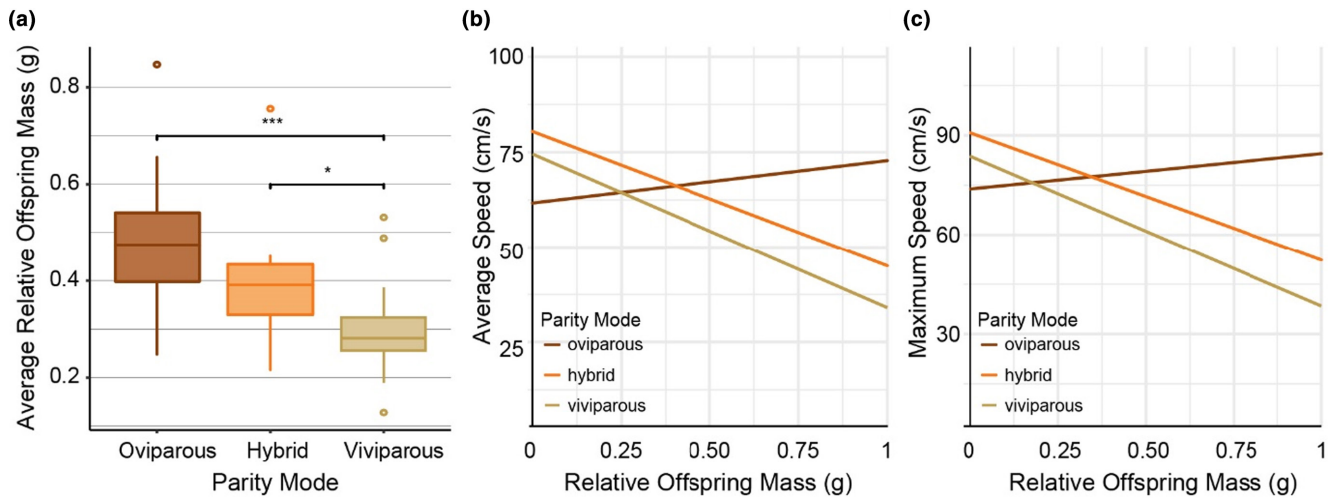 (a)
Average Relative Offspring Mass (g)
0.8
0.6
0.4
0.2
***
*
Oviparous Hybrid Viviparous
Parity Mode
(b)
Average Speed (cm/s)
100
75
50
25
Parity Mode
oviparous
hybrid
viviparous
0 0.25 0.50 0.75 1
Relative Offspring Mass (g)
(c)
Maximum Speed (cm/s)
90
60
30
Parity Mode
oviparous
hybrid
viviparous
0 0.25 0.50 0.75 1
Relative Offspring Mass (g)